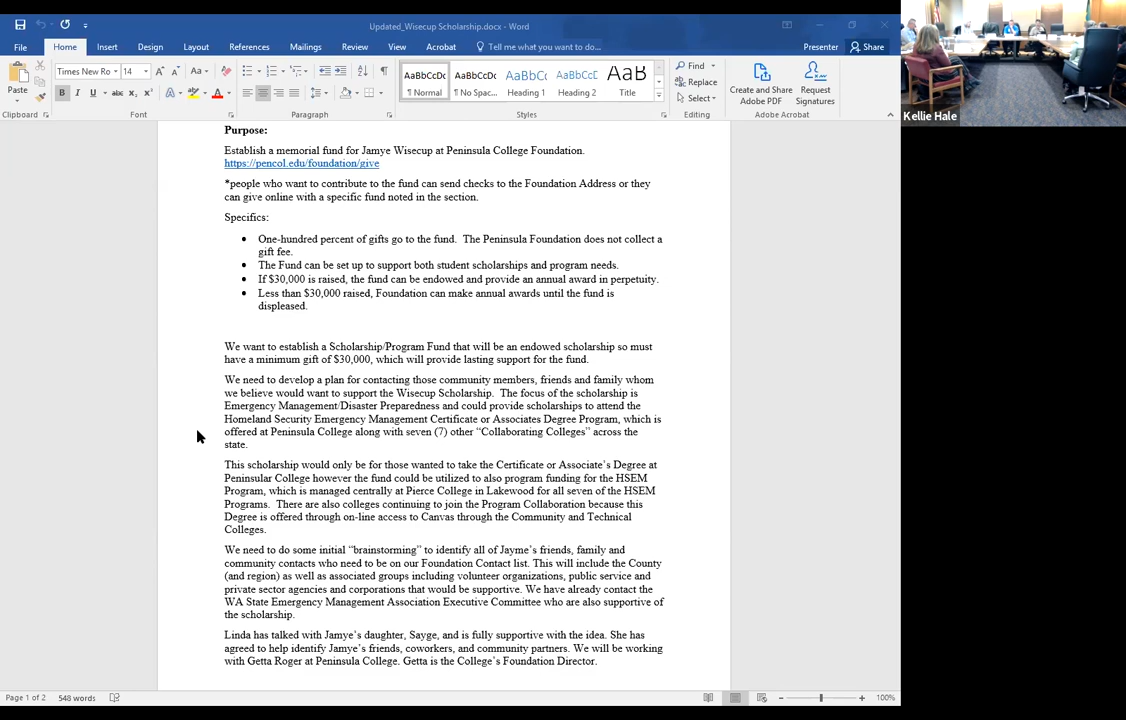 Updated_Wisecup Scholarship.docx - Word
File Home Insert Design Layout References Mailings Review View Acrobat Tell me what you want to do... Presenter Share
Times New Ro 14 Aa
Paste
B I U abc x₂ x² A A
AaBbCcDc AaBbCcDc AaBbCc AaBbCcE AaB
¶ Normal ¶ No Spac... Heading 1 Heading 2 Title
Find
Replace
Select
Create and Share Adobe PDF
Request Signatures
Clipboard Font Paragraph Styles Editing Adobe Acrobat
Kellie Hale
Purpose:
Establish a memorial fund for Jamye Wisecup at Peninsula College Foundation.
https://pencol.edu/foundation/give
*people who want to contribute to the fund can send checks to the Foundation Address or they
can give online with a specific fund noted in the section.
Specifics:
• One-hundred percent of gifts go to the fund. The Peninsula Foundation does not collect a
gift fee.
• The Fund can be set up to support both student scholarships and program needs.
• If $30,000 is raised, the fund can be endowed and provide an annual award in perpetuity.
• Less than $30,000 raised, Foundation can make annual awards until the fund is
displeased.
We want to establish a Scholarship/Program Fund that will be an endowed scholarship so must
have a minimum gift of $30,000, which will provide lasting support for the fund.
We need to develop a plan for contacting those community members, friends and family whom
we believe would want to support the Wisecup Scholarship. The focus of the scholarship is
Emergency Management/Disaster Preparedness and could provide scholarships to attend the
Homeland Security Emergency Management Certificate or Associates Degree Program, which is
offered at Peninsula College along with seven (7) other “Collaborating Colleges” across the
state.
This scholarship would only be for those wanted to take the Certificate or Associate’s Degree at
Peninsular College however the fund could be utilized to also program funding for the HSEM
Program, which is managed centrally at Pierce College in Lakewood for all seven of the HSEM
Programs. There are also colleges continuing to join the Program Collaboration because this
Degree is offered through on-line access to Canvas through the Community and Technical
Colleges.
We need to do some initial “brainstorming” to identify all of Jayme’s friends, family and
community contacts who need to be on our Foundation Contact list. This will include the County
(and region) as well as associated groups including volunteer organizations, public service and
private sector agencies and corporations that would be supportive. We have already contact the
WA State Emergency Management Association Executive Committee who are also supportive of
the scholarship.
Linda has talked with Jamye’s daughter, Sayge, and is fully supportive with the idea. She has
agreed to help identify Jamye’s friends, coworkers, and community partners. We will be working
with Getta Roger at Peninsula College. Getta is the College’s Foundation Director.
Page 1 of 2 548 words 100%